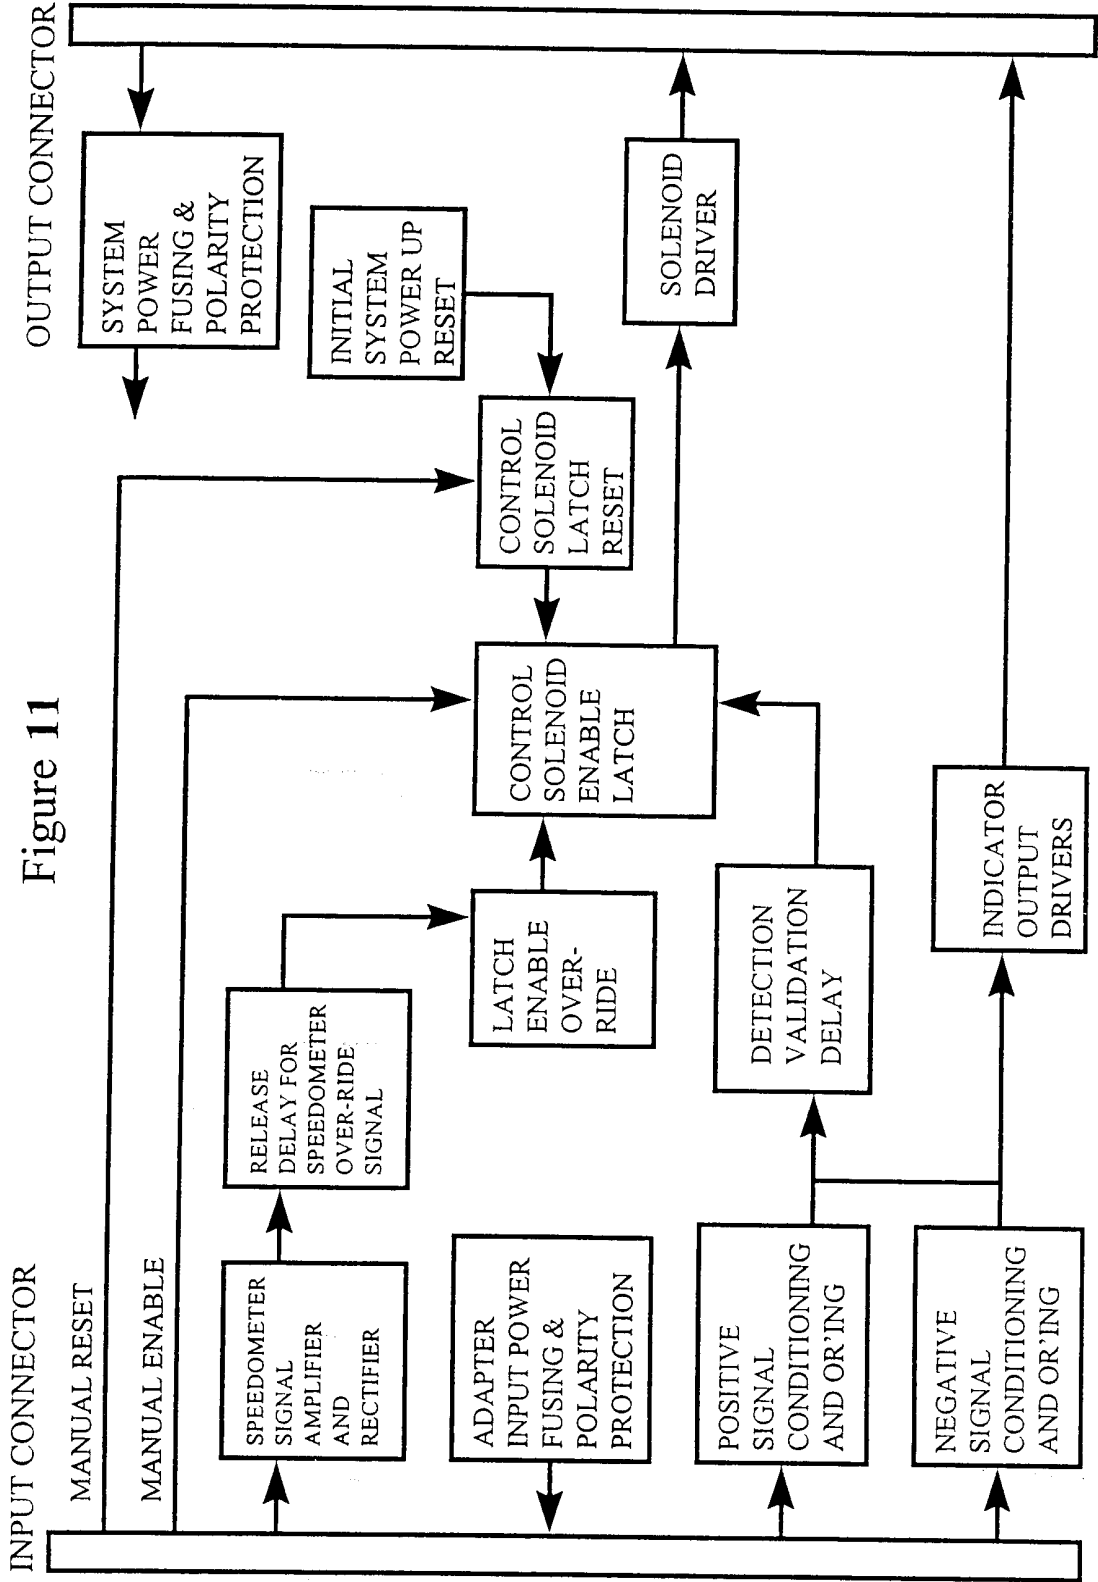 Figure 11
INPUT CONNECTOR
OUTPUT CONNECTOR
MANUAL RESET
MANUAL ENABLE
SPEEDOMETER
SIGNAL
AMPLIFIER
AND
RECTIFIER
RELEASE
DELAY FOR
SPEEDOMETER
OVER-RIDE
SIGNAL
SYSTEM
POWER
FUSING &
POLARITY
PROTECTION
INITIAL
SYSTEM
POWER UP
RESET
ADAPTER
INPUT POWER
FUSING &
POLARITY
PROTECTION
LATCH
ENABLE
OVER-
RIDE
CONTROL
SOLENOID
ENABLE
LATCH
CONTROL
SOLENOID
LATCH
RESET
SOLENOID
DRIVER
POSITIVE
SIGNAL
CONDITIONING
AND OR'ING
DETECTION
VALIDATION
DELAY
NEGATIVE
SIGNAL
CONDITIONING
AND OR'ING
INDICATOR
OUTPUT
DRIVERS